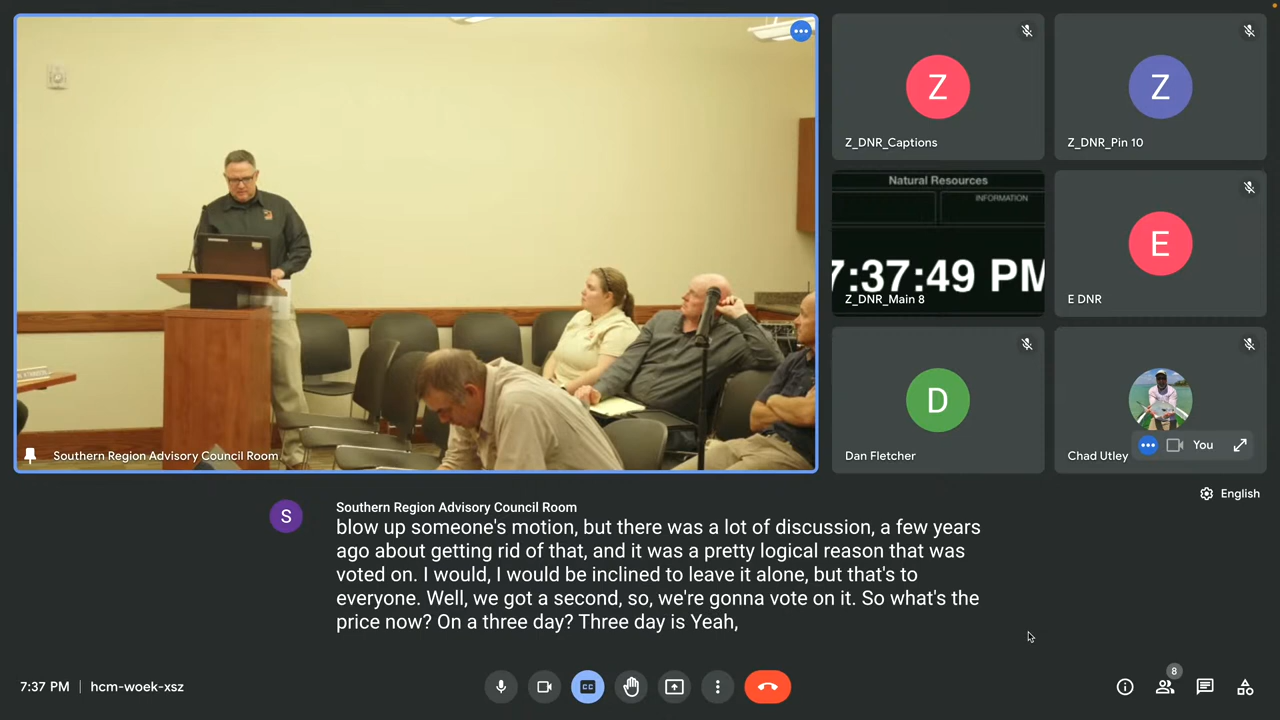 Z
Z_DNR_Captions
Z
Z_DNR_Pin 10
Natural Resources
INFORMATION
7:37:49 PM
Z_DNR_Main 8
E
E DNR
D
Dan Fletcher
Chad Utley
You
Southern Region Advisory Council Room
English
S
Southern Region Advisory Council Room
blow up someone's motion, but there was a lot of discussion, a few years
ago about getting rid of that, and it was a pretty logical reason that was
voted on. I would, I would be inclined to leave it alone, but that's to
everyone. Well, we got a second, so, we're gonna vote on it. So what's the
price now? On a three day? Three day is Yeah,
7:37 PM
hcm-woek-xsz
CC
8